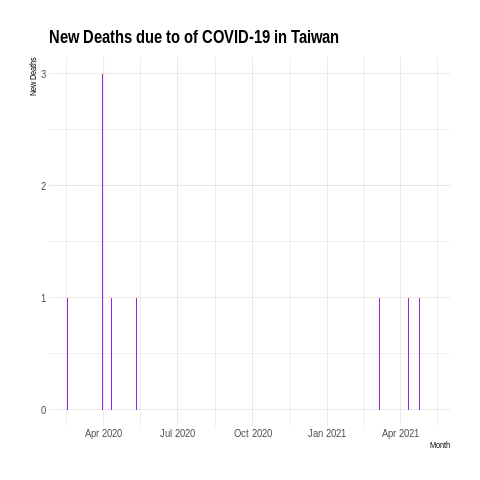 New Deaths due to of COVID-19 in Taiwan
New Deaths
3
2
1
0
Apr 2020 Jul 2020 Oct 2020 Jan 2021 Apr 2021
Month